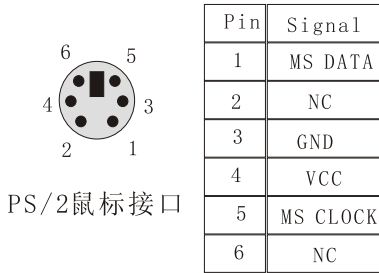 6 5
4 3
2 1
PS/2鼠标接口
Pin Signal
1 MS DATA
2 NC
3 GND
4 VCC
5 MS CLOCK
6 NC